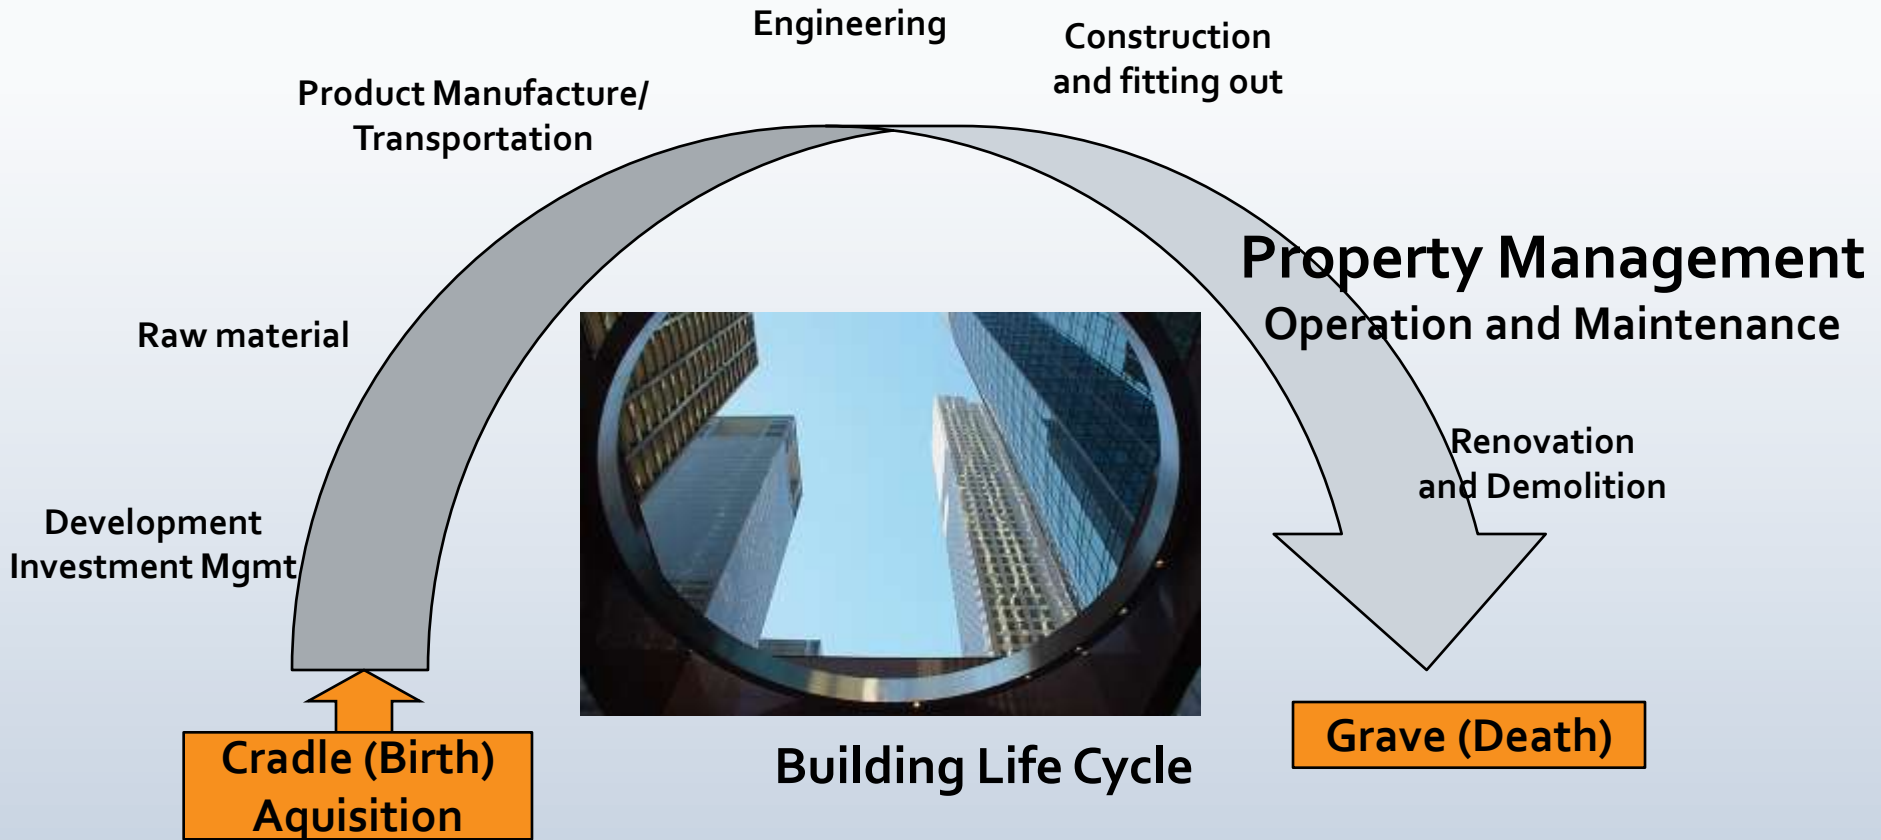 Engineering
Construction
and fitting out
Product Manufacture/
Transportation
Property Management
Operation and Maintenance
Raw material
Renovation
and Demolition
Development
Investment Mgmt
Cradle (Birth)
Aquisition
Building Life Cycle
Grave (Death)